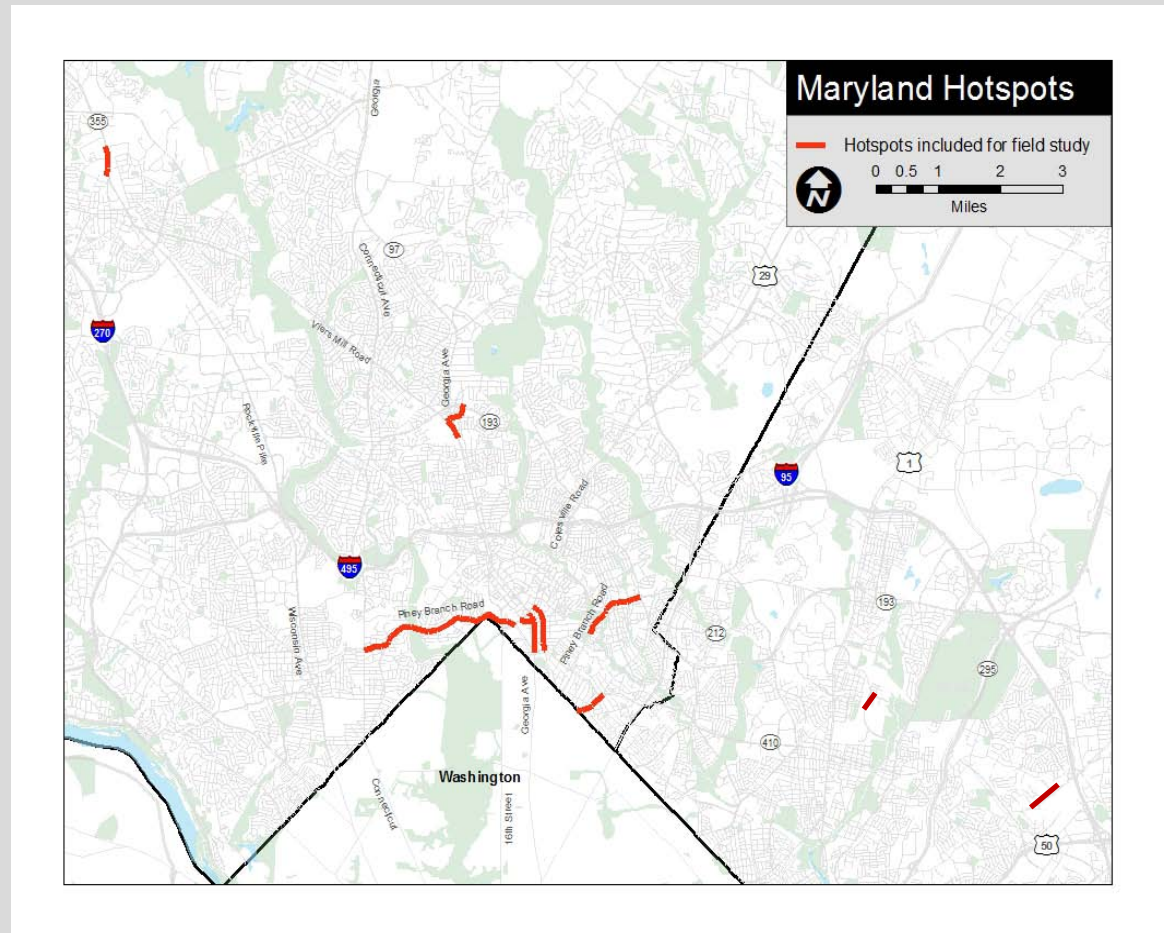 Maryland Hotspots
Hotspots included for field study
0 0.5 1 2 3
Miles
N
Georgia
355
97
Connecticut Ave
29
270
Viers Mill Road
Georgia Ave
Rockville Pike
193
1
95
Colesville Road
495
Piney Branch Road
Piney Branch Road
193
Wisconsin Ave
212
295
Georgia Ave
410
Washington
Connecticut
16th Street
50